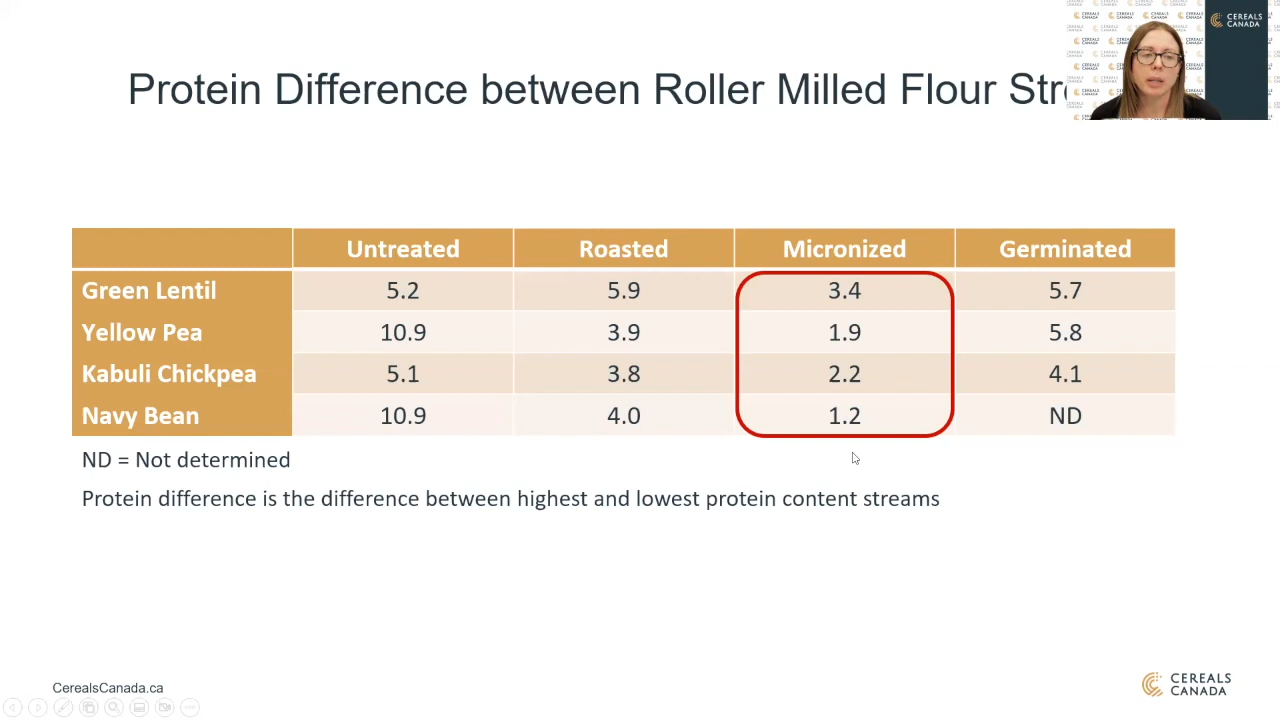 CEREALS
CANADA
Protein Difference between Roller Milled Flour
Untreated Roasted Micronized Germinated
Green Lentil 5.2 5.9 3.4 5.7
Yellow Pea 10.9 3.9 1.9 5.8
Kabuli Chickpea 5.1 3.8 2.2 4.1
Navy Bean 10.9 4.0 1.2 ND
ND = Not determined
Protein difference is the difference between highest and lowest protein content streams
CerealsCanada.ca
CEREALS
CANADA